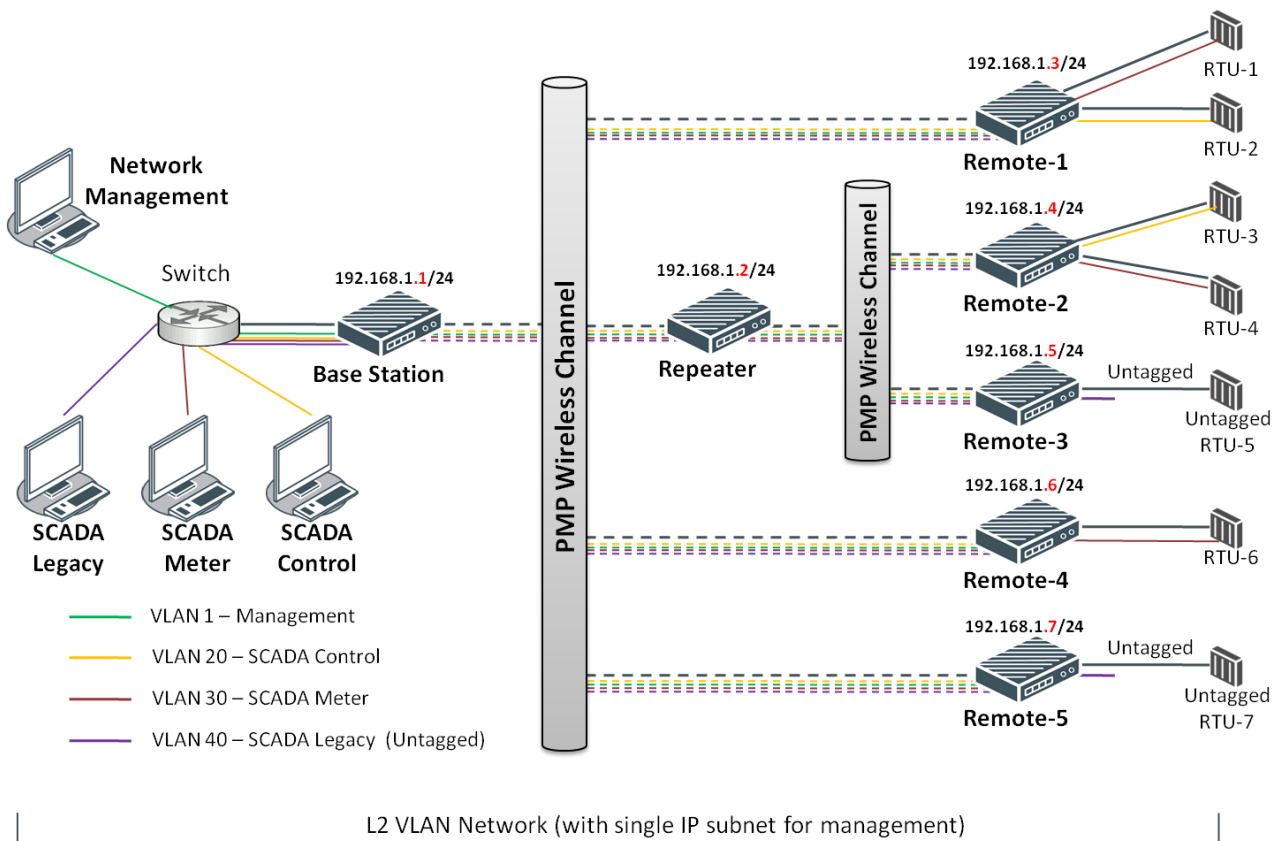 Network
Management
Switch
192.168.1.1/24
Base Station
SCADA
Legacy
SCADA
Meter
SCADA
Control
VLAN 1 – Management
VLAN 20 – SCADA Control
VLAN 30 – SCADA Meter
VLAN 40 – SCADA Legacy (Untagged)
PMP Wireless Channel
192.168.1.2/24
Repeater
PMP Wireless Channel
192.168.1.3/24
Remote-1
RTU-1
RTU-2
192.168.1.4/24
Remote-2
RTU-3
RTU-4
192.168.1.5/24
Remote-3
Untagged
Untagged
RTU-5
192.168.1.6/24
Remote-4
RTU-6
192.168.1.7/24
Remote-5
Untagged
Untagged
RTU-7
L2 VLAN Network (with single IP subnet for management)